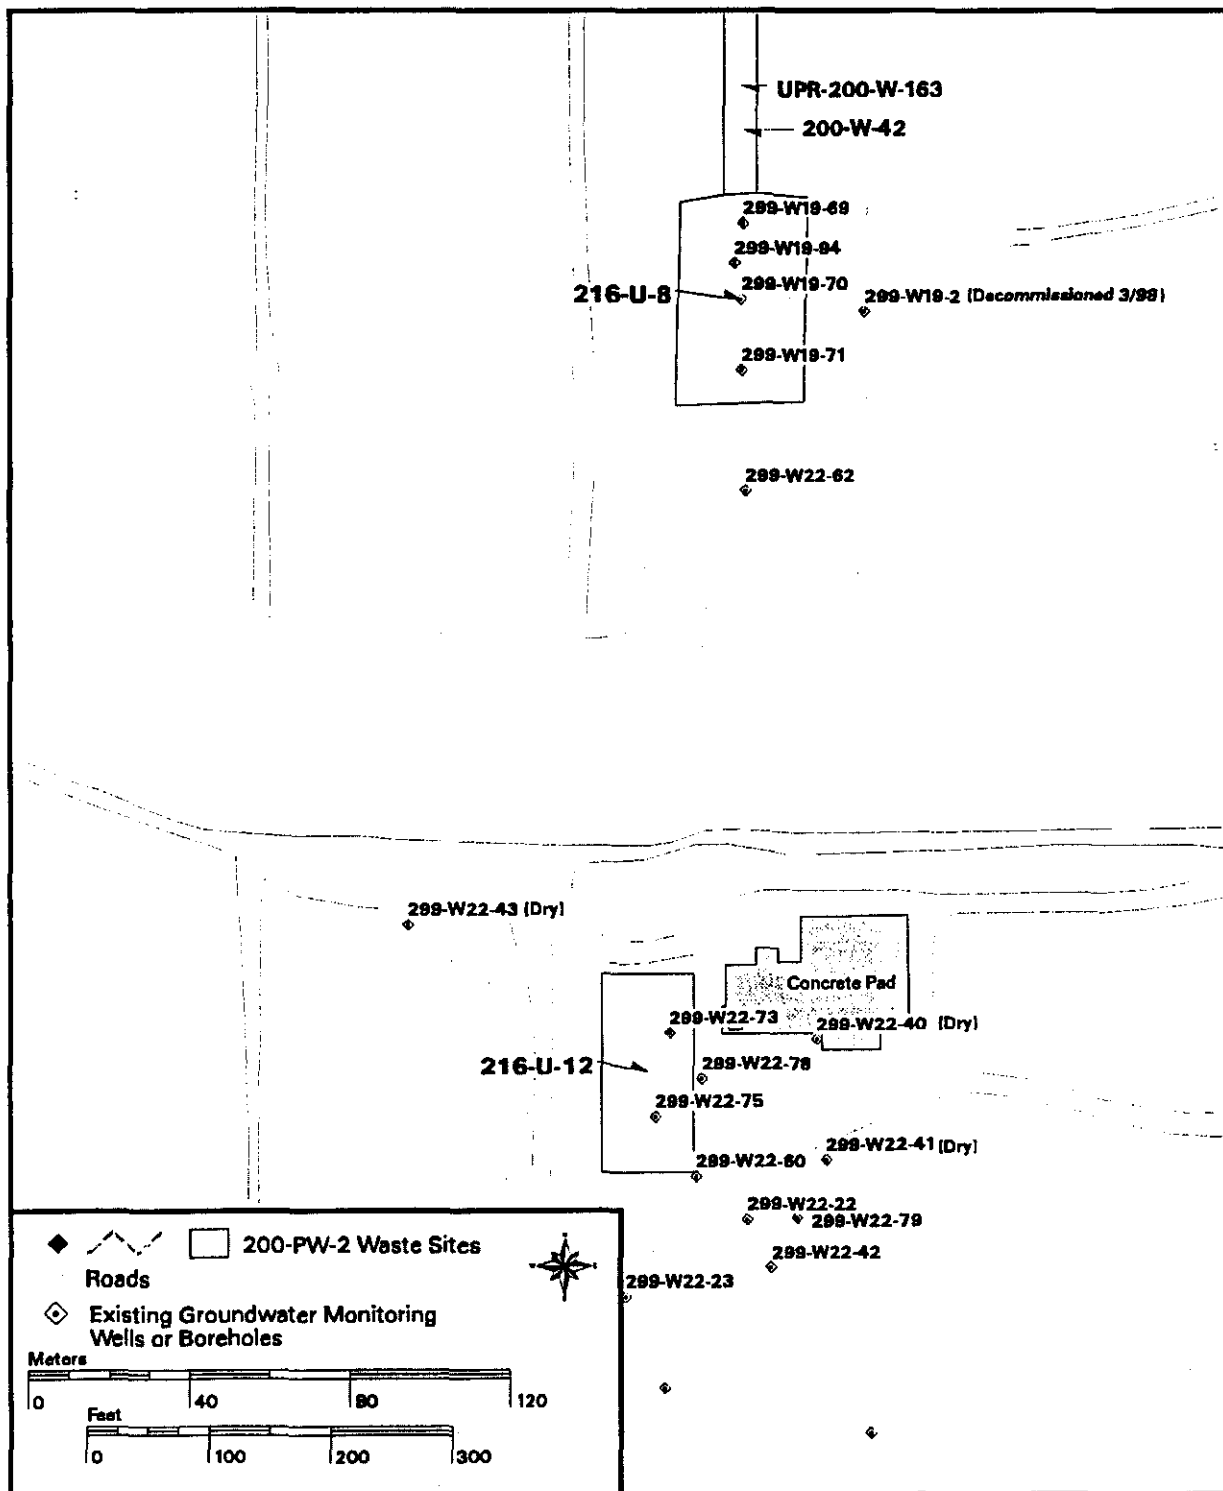 UPR-200-W-163
200-W-42
299-W19-69
299-W19-94
299-W19-70
216-U-8
299-W19-2 (Decommissioned 3/98)
299-W19-71
299-W22-62
299-W22-43 (Dry)
Concrete Pad
299-W22-73
299-W22-40 (Dry)
216-U-12
299-W22-78
299-W22-75
299-W22-41 (Dry)
299-W22-60
299-W22-22
299-W22-79
299-W22-42
299-W22-23
200-PW-2 Waste Sites
Roads
Existing Groundwater Monitoring
Wells or Boreholes
Meters
0 40 80 120
Feet
0 100 200 300